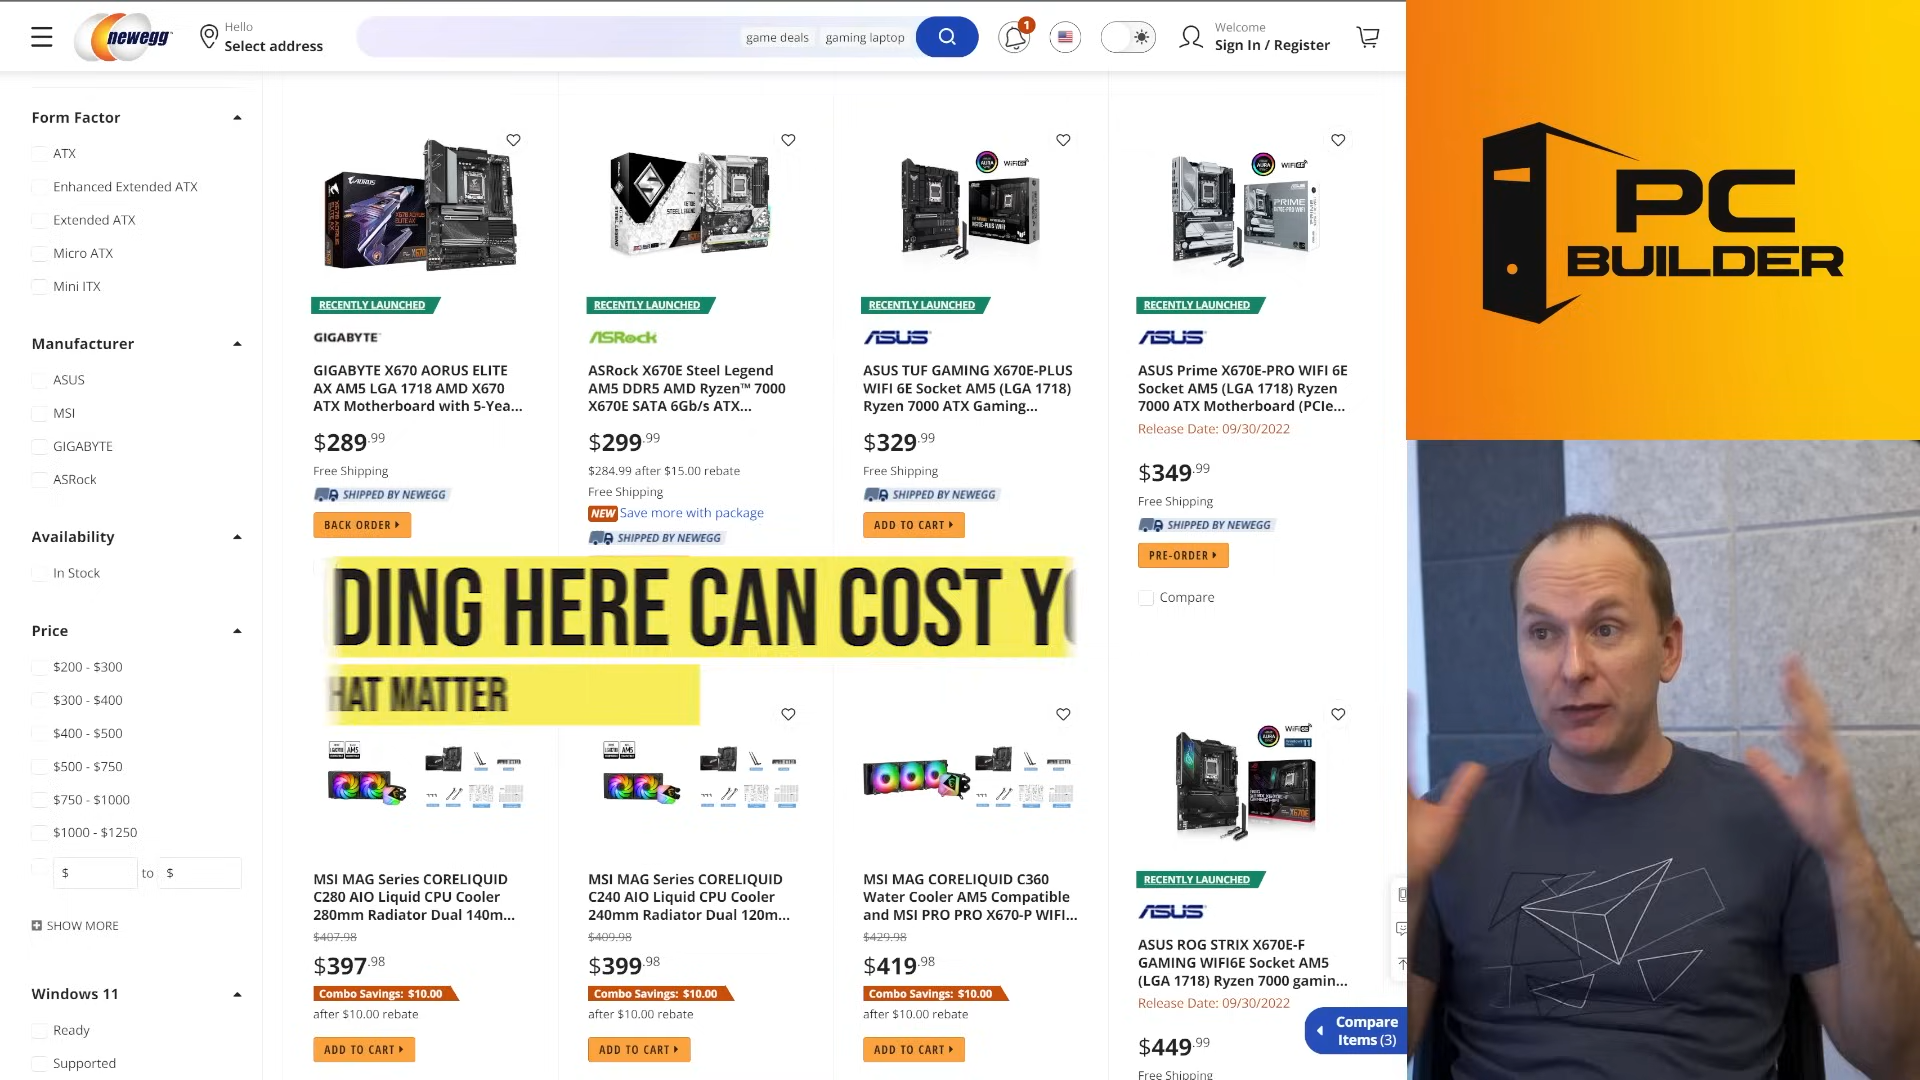 newegg
Hello
Select address
game deals
gaming laptop
1
Welcome
Sign In / Register
Form Factor
ATX
Enhanced Extended ATX
Extended ATX
Micro ATX
Mini ITX
Manufacturer
ASUS
MSI
GIGABYTE
ASRock
Availability
In Stock
Price
$200 - $300
$300 - $400
$400 - $500
$500 - $750
$750 - $1000
$1000 - $1250
$
to
$
SHOW MORE
Windows 11
Ready
Supported
RECENTLY LAUNCHED
GIGABYTE
GIGABYTE X670 AORUS ELITE
AX AM5 LGA 1718 AMD X670
ATX Motherboard with 5-Yea...
$289.99
Free Shipping
SHIPPED BY NEWEGG
BACK ORDER
RECENTLY LAUNCHED
ASRock
ASRock X670E Steel Legend
AM5 DDR5 AMD Ryzen™ 7000
X670E SATA 6Gb/s ATX...
$299.99
$284.99 after $15.00 rebate
Free Shipping
NEW Save more with package
SHIPPED BY NEWEGG
RECENTLY LAUNCHED
ASUS
ASUS TUF GAMING X670E-PLUS
WIFI 6E Socket AM5 (LGA 1718)
Ryzen 7000 ATX Gaming...
$329.99
Free Shipping
SHIPPED BY NEWEGG
ADD TO CART
RECENTLY LAUNCHED
ASUS
ASUS Prime X670E-PRO WIFI 6E
Socket AM5 (LGA 1718) Ryzen
7000 ATX Motherboard (PCIe...
Release Date: 09/30/2022
$349.99
Free Shipping
SHIPPED BY NEWEGG
PRE-ORDER
Compare
DING HERE CAN COST YO
HAT MATTER
MSI MAG Series CORELIQUID
C280 AIO Liquid CPU Cooler
280mm Radiator Dual 140m...
$407.98
$397.98
Combo Savings: $10.00
after $10.00 rebate
ADD TO CART
MSI MAG Series CORELIQUID
C240 AIO Liquid CPU Cooler
240mm Radiator Dual 120m...
$409.98
$399.98
Combo Savings: $10.00
after $10.00 rebate
ADD TO CART
MSI MAG CORELIQUID C360
Water Cooler AM5 Compatible
and MSI PRO PRO X670-P WIFI...
$429.98
$419.98
Combo Savings: $10.00
after $10.00 rebate
ADD TO CART
RECENTLY LAUNCHED
ASUS
ASUS ROG STRIX X670E-F
GAMING WIFI6E Socket AM5
(LGA 1718) Ryzen 7000 gamin...
Release Date: 09/30/2022
$449.99
Free Shipping
Compare
Items (3)
PC
BUILDER